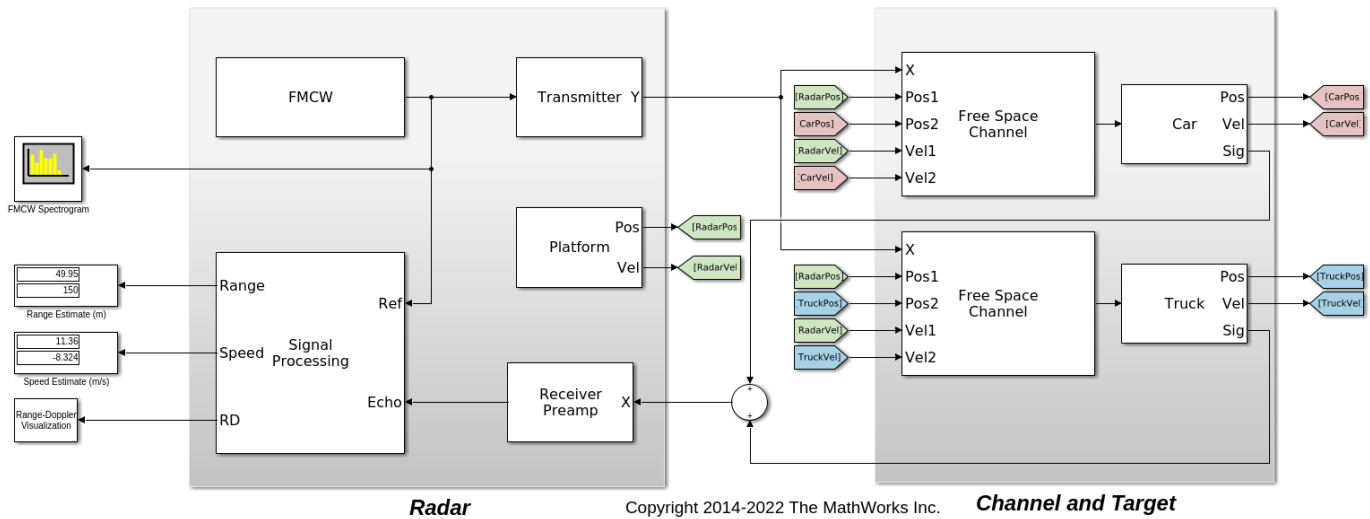 FMCW
Transmitter Y
FMCW Spectrogram
Platform
Pos
Vel
[RadarPos
[RadarVel
49.95
150
Range Estimate (m)
11.36
-8.324
Speed Estimate (m/s)
Range-Doppler
Visualization
Range
Speed
RD
Signal
Processing
Ref
Echo
Receiver
Preamp
X
+
+
[RadarPos]
CarPos]
[RadarVel]
CarVel]
X
Pos1
Pos2
Vel1
Vel2
Free Space
Channel
Car
Pos
Vel
Sig
[CarPos
[CarVel
[RadarPos]
TruckPos]
[RadarVel]
TruckVel]
X
Pos1
Pos2
Vel1
Vel2
Free Space
Channel
Truck
Pos
Vel
Sig
[TruckPos]
[TruckVel
Radar
Copyright 2014-2022 The MathWorks Inc.
Channel and Target